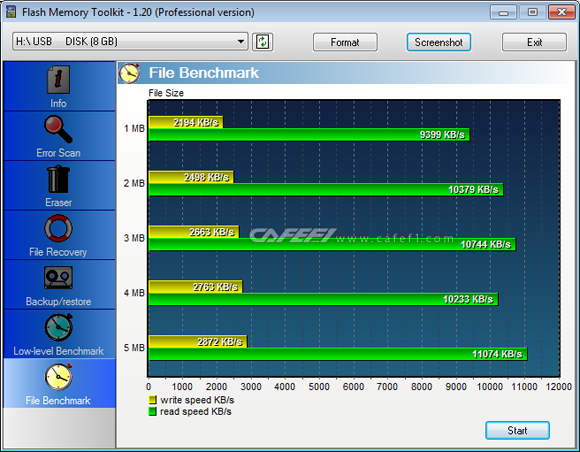 Flash Memory Toolkit - 1.20 (Professional version)
H:\ USB DISK (8 GB)
Format
Screenshot
Exit
Info
Error Scan
Eraser
File Recovery
Backup/restore
Low-level Benchmark
File Benchmark
File Benchmark
File Size
1 MB
2194 KB/s
9399 KB/s
2 MB
2498 KB/s
10379 KB/s
3 MB
2663 KB/s
10744 KB/s
CAFEF1 www.cafef1.com
4 MB
2763 KB/s
10233 KB/s
5 MB
2872 KB/s
11074 KB/s
0 1000 2000 3000 4000 5000 6000 7000 8000 9000 10000 11000 12000
write speed KB/s
read speed KB/s
Start